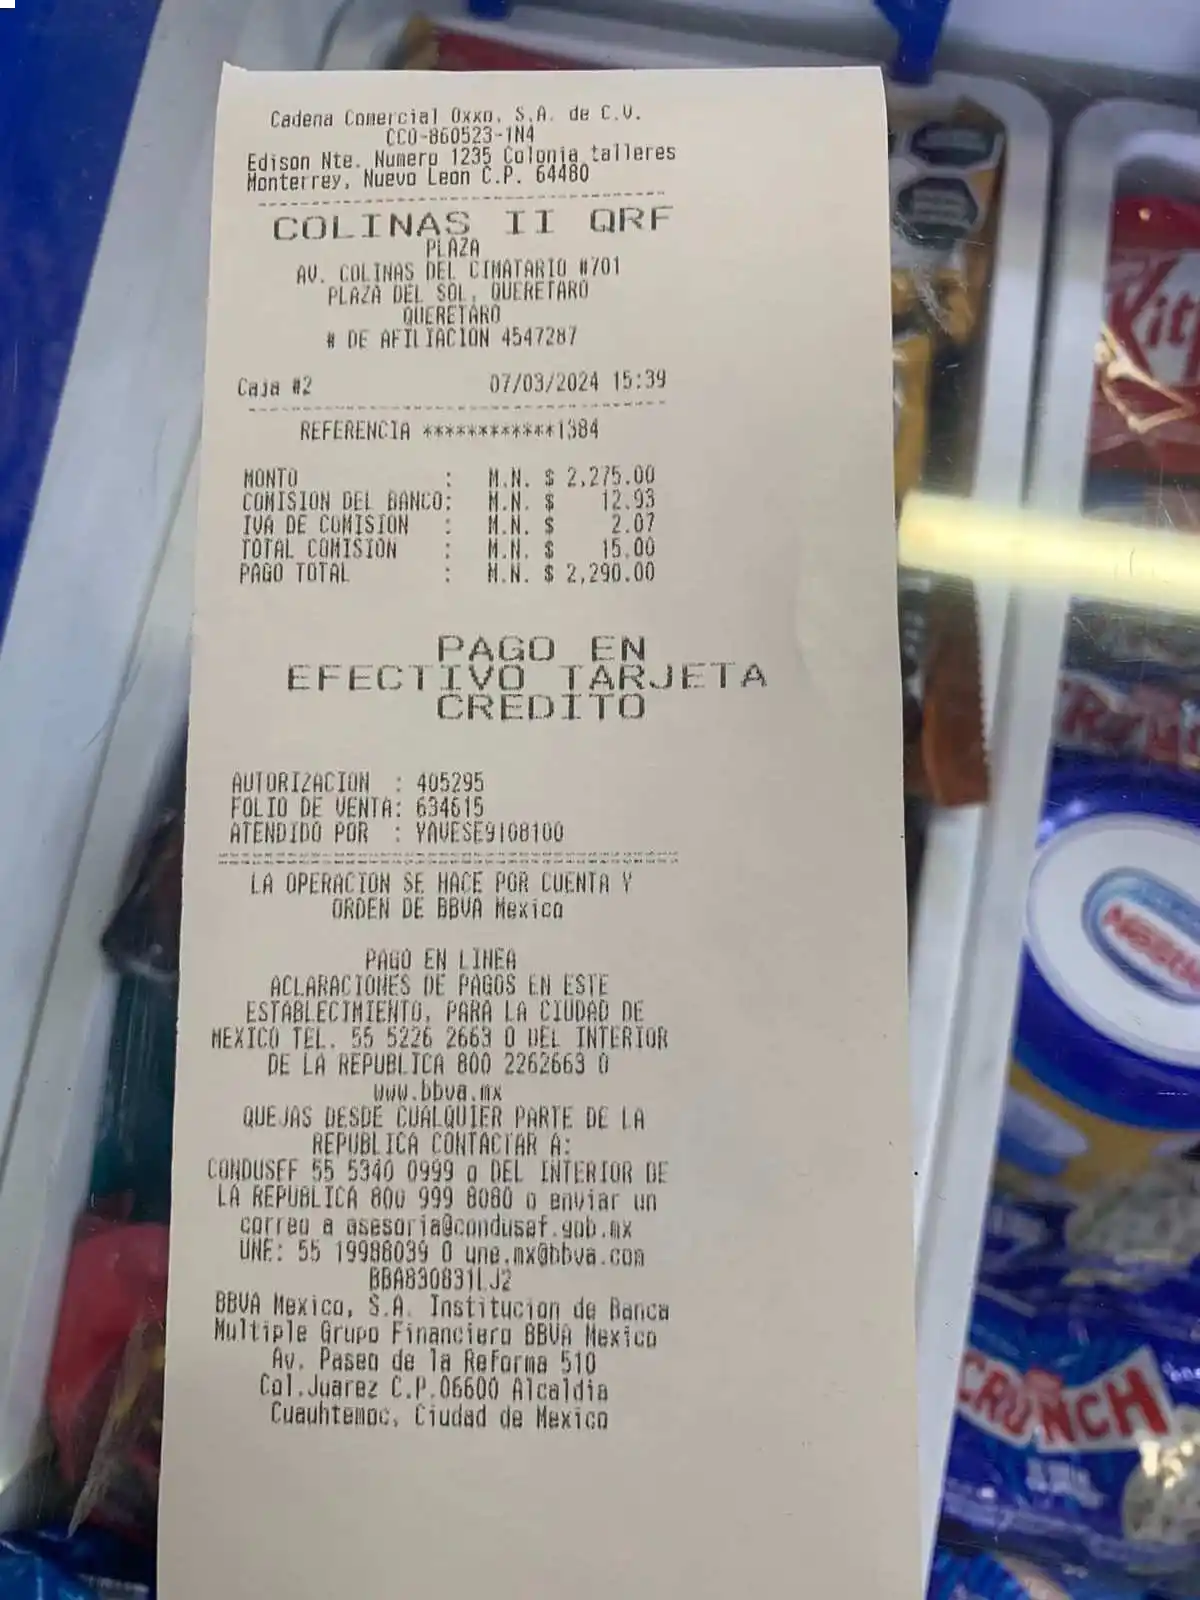 Cadena Comercial Oxxo, S.A. de C.V.
CCO-860523-1N4
Edison Nte. Numero 1235 Colonia talleres
Monterrey, Nuevo Leon C.P. 64480
COLINAS II QRF
PLAZA
AV. COLINAS DEL CIMATARIO #701
PLAZA DEL SOL, QUERETARO
QUERETARO
# DE AFILIACION 4547287
Caja #2 07/03/2024 15:39
REFERENCIA ************1384
MONTO : M.N. $ 2,275.00
COMISION DEL BANCO: M.N. $ 12.93
IVA DE COMISION : M.N. $ 2.07
TOTAL COMISION : M.N. $ 15.00
PAGO TOTAL : M.N. $ 2,290.00
PAGO EN
EFECTIVO TARJETA
CREDITO
AUTORIZACION : 405295
FOLIO DE VENTA: 634615
ATENDIDO POR : YAVESE9108100
LA OPERACION SE HACE POR CUENTA Y
ORDEN DE BBVA Mexico
PAGO EN LINEA
ACLARACIONES DE PAGOS EN ESTE
ESTABLECIMIENTO, PARA LA CIUDAD DE
MEXICO TEL. 55 5226 2663 O DEL INTERIOR
DE LA REPUBLICA 800 2262663 O
www.bbva.mx
QUEJAS DESDE CUALQUIER PARTE DE LA
REPUBLICA CONTACTAR A:
CONDUSEF 55 5340 0999 o DEL INTERIOR DE
LA REPUBLICA 800 999 8080 o enviar un
correo a asesoria@condusef.gob.mx
UNE: 55 19988039 O une.mx@bbva.com
BBA830831LJ2
BBVA Mexico, S.A. Institucion de Banca
Multiple Grupo Financiero BBVA Mexico
Av. Paseo de la Reforma 510
Col.Juarez C.P.06600 Alcaldia
Cuauhtemoc, Ciudad de Mexico
CRUNCH